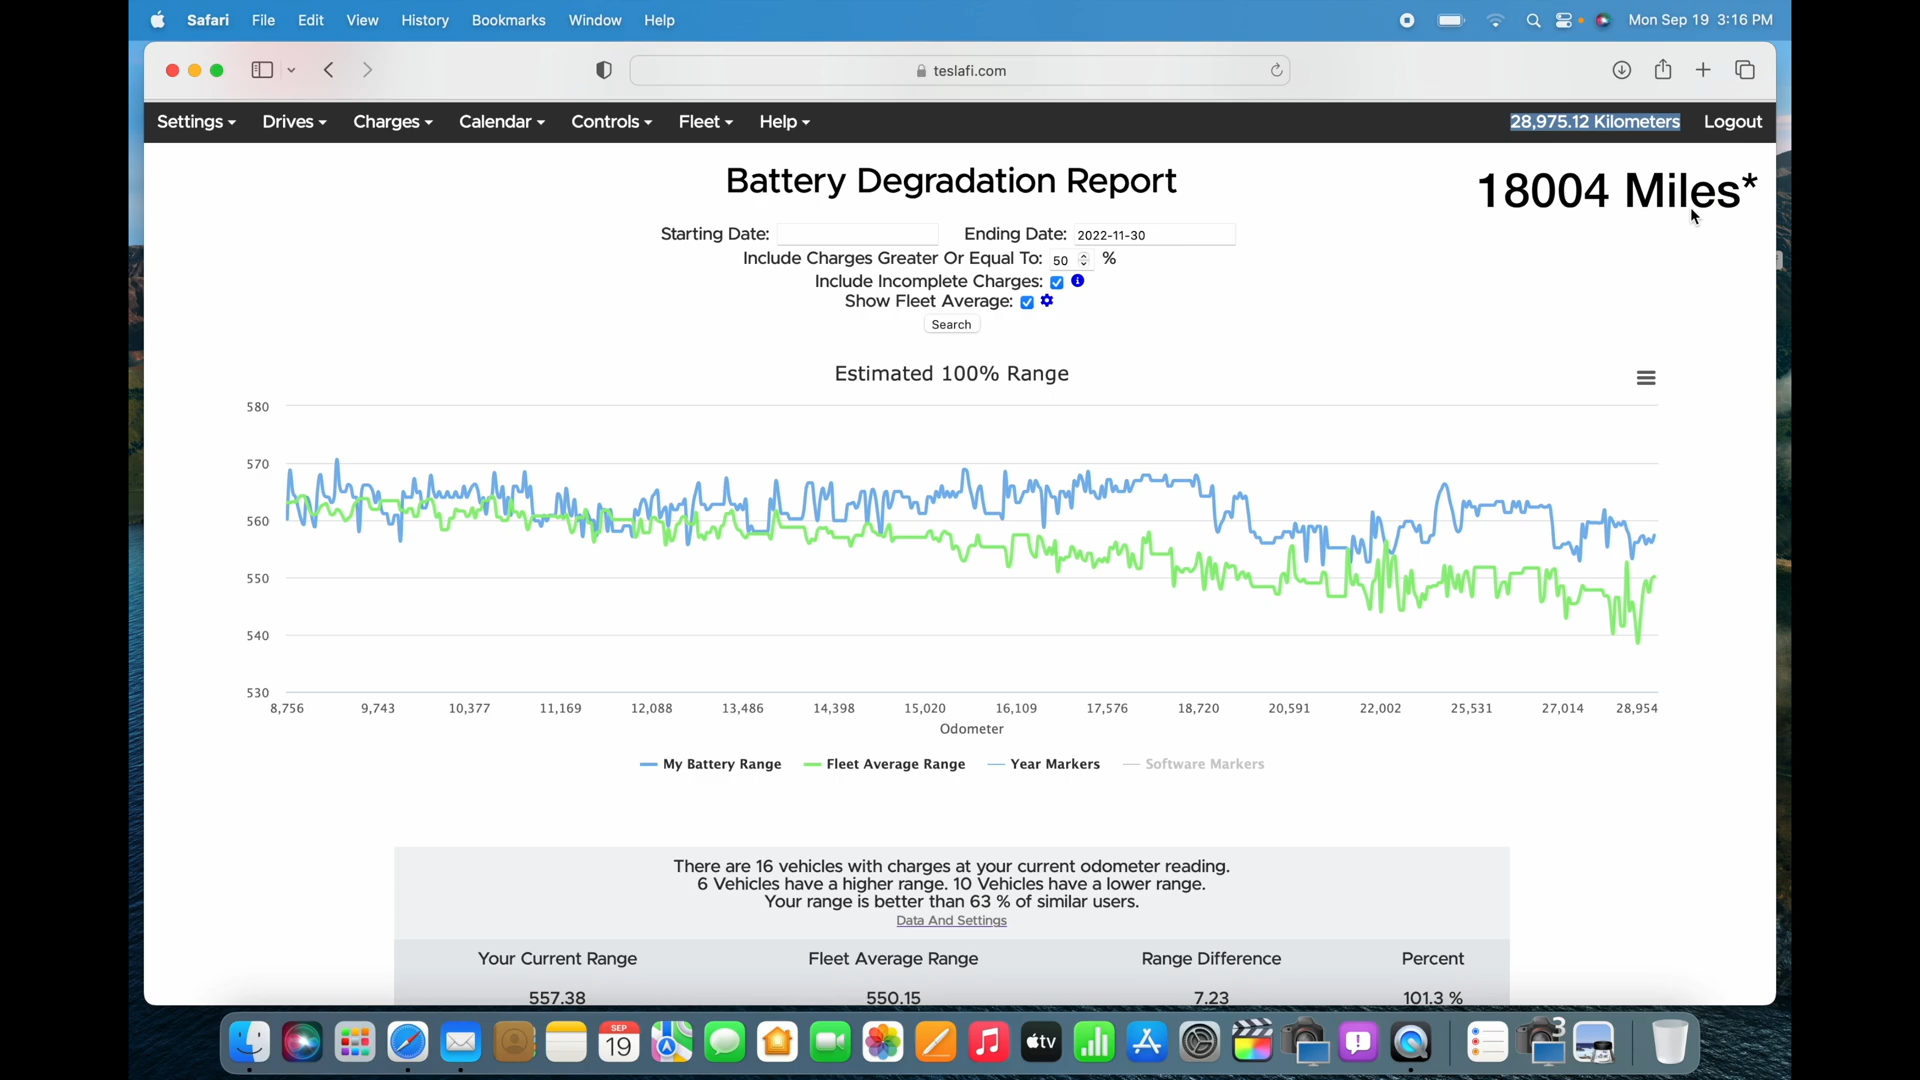 Safari File Edit View History Bookmarks Window Help Mon Sep 19 3:16 PM
teslafi.com
Settings Drives Charges Calendar Controls Fleet Help 28,975.12 Kilometers Logout
Battery Degradation Report
18004 Miles*
Starting Date: Ending Date: 2022-11-30
Include Charges Greater Or Equal To: 50 %
Include Incomplete Charges:
Show Fleet Average:
Search
Estimated 100% Range
580
570
560
550
540
530
8,756 9,743 10,377 11,169 12,088 13,486 14,398 15,020 16,109 17,576 18,720 20,591 22,002 25,531 27,014 28,954
Odometer
My Battery Range Fleet Average Range Year Markers Software Markers
There are 16 vehicles with charges at your current odometer reading.
6 Vehicles have a higher range. 10 Vehicles have a lower range.
Your range is better than 63 % of similar users.
Data And Settings
Your Current Range Fleet Average Range Range Difference Percent
557.38 550.15 7.23 101.3 %
SEP
19
tv
3